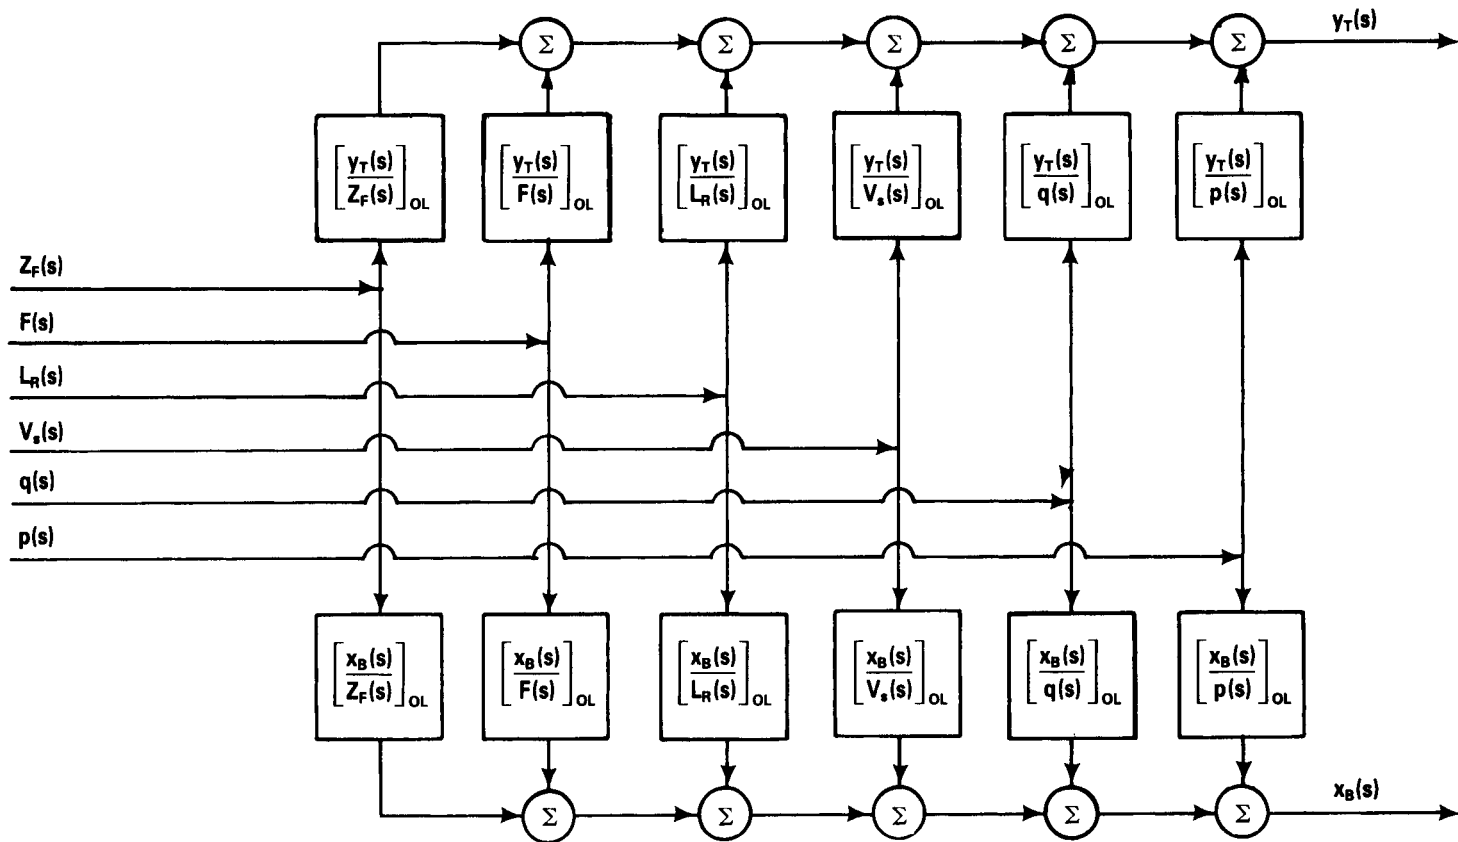 Σ Σ Σ Σ Σ y_T(s)
[y_T(s)/Z_F(s)]_OL [y_T(s)/F(s)]_OL [y_T(s)/L_R(s)]_OL [y_T(s)/V_s(s)]_OL [y_T(s)/q(s)]_OL [y_T(s)/p(s)]_OL
Z_F(s)
F(s)
L_R(s)
V_s(s)
q(s)
p(s)
[x_B(s)/Z_F(s)]_OL [x_B(s)/F(s)]_OL [x_B(s)/L_R(s)]_OL [x_B(s)/V_s(s)]_OL [x_B(s)/q(s)]_OL [x_B(s)/p(s)]_OL
Σ Σ Σ Σ Σ x_B(s)